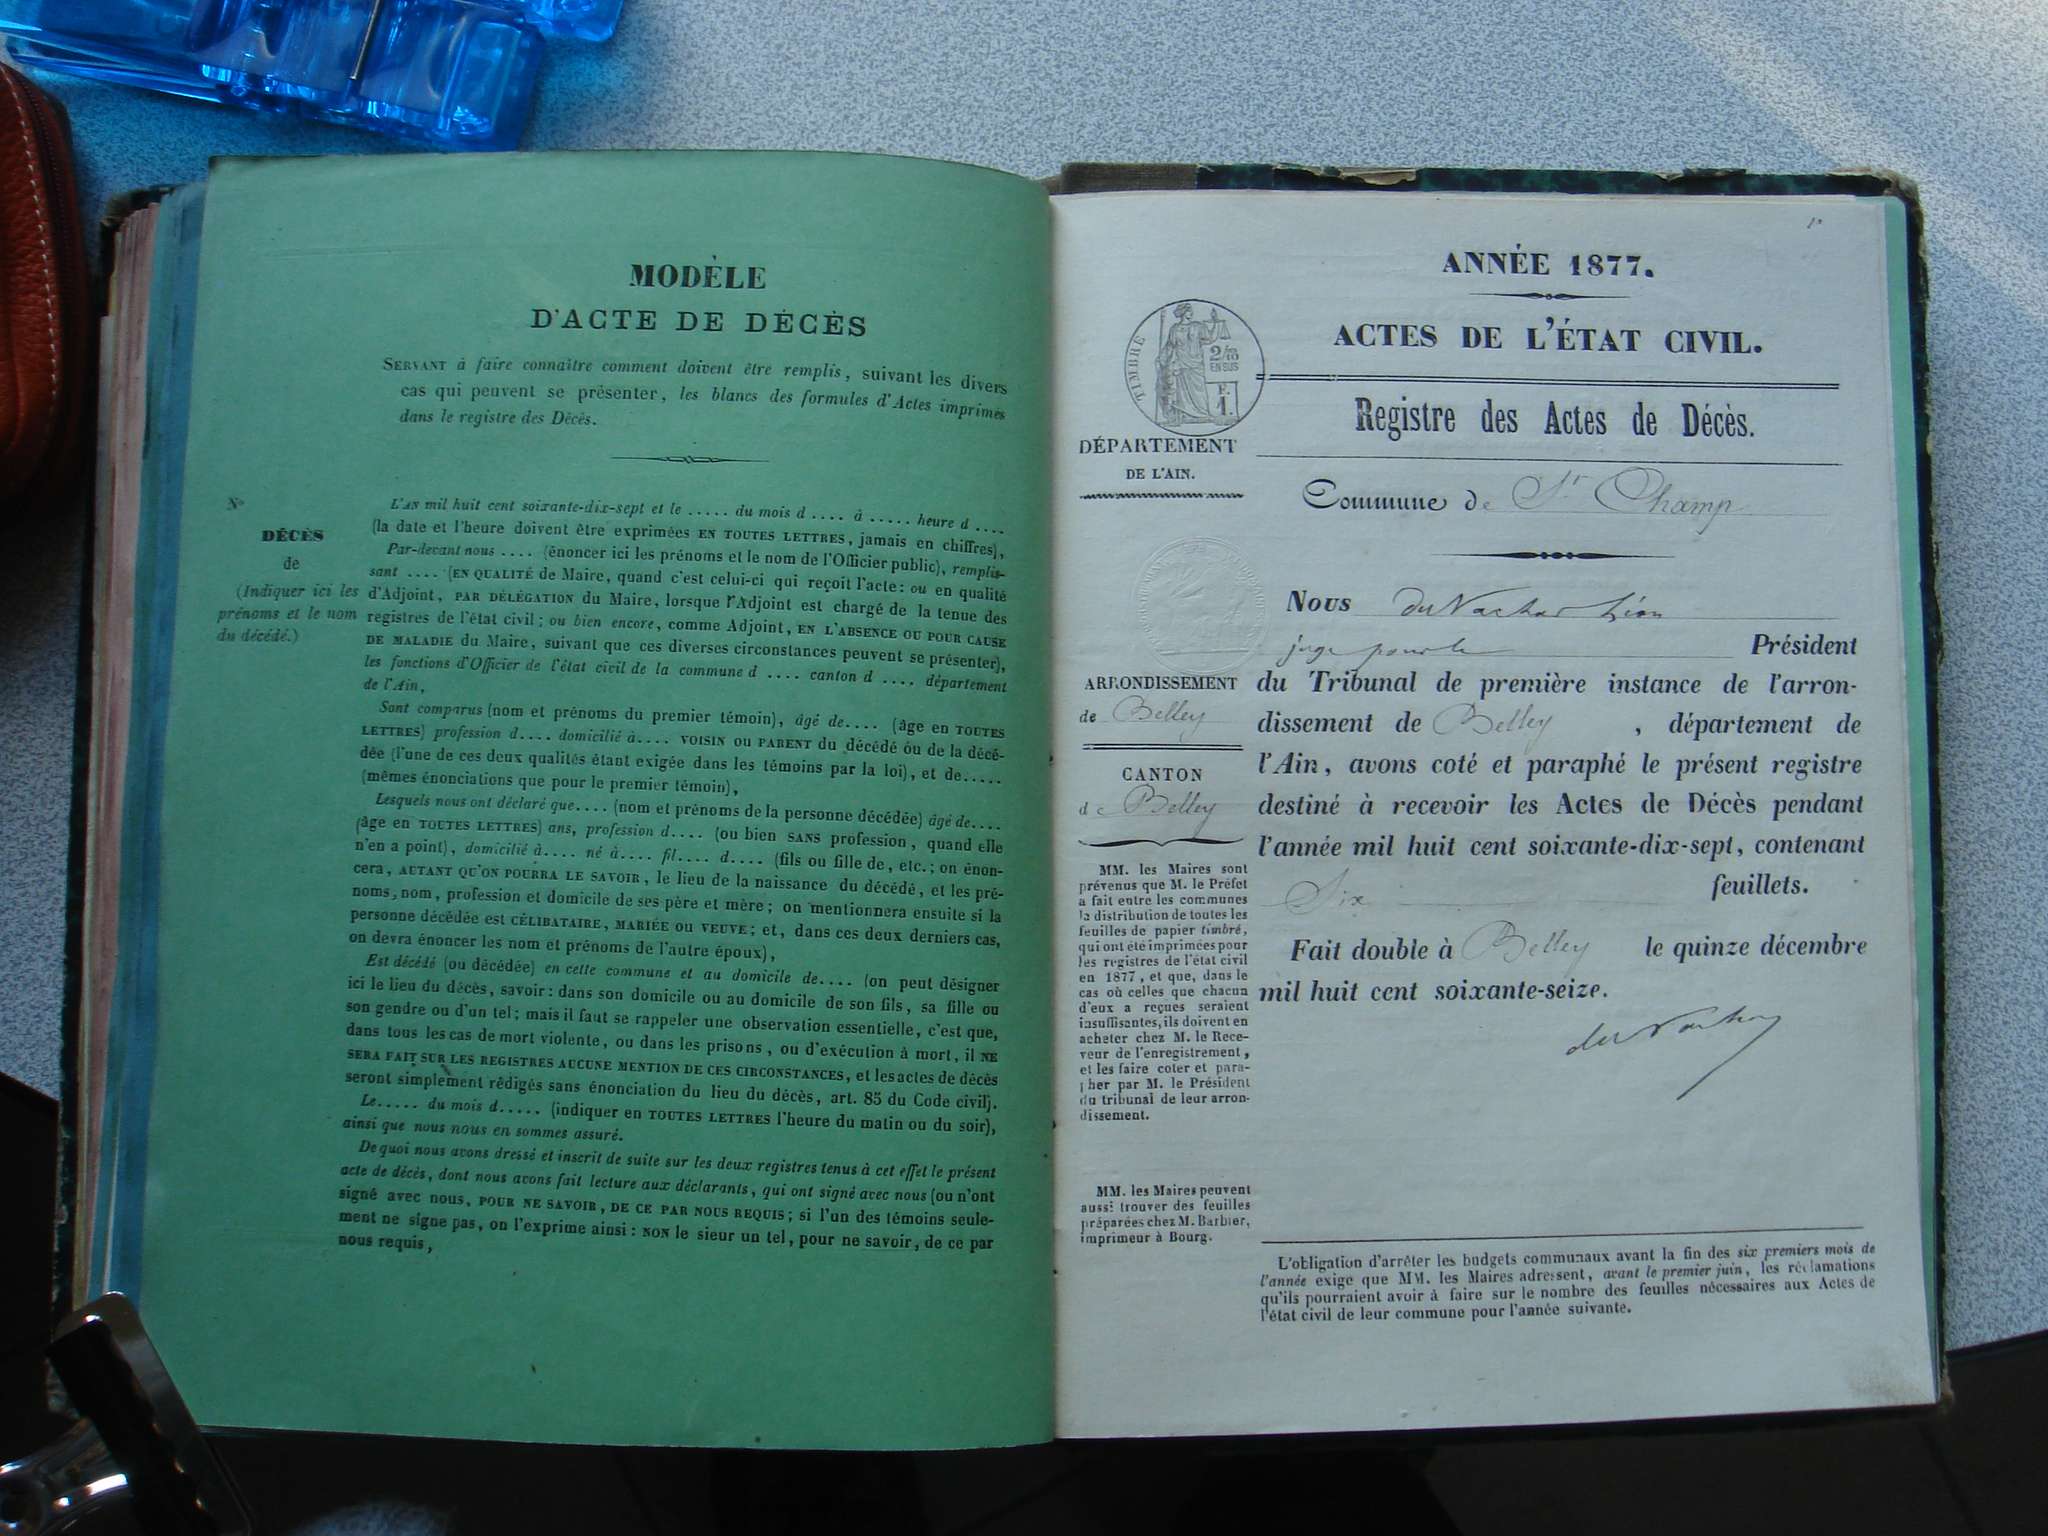 MODÈLE
D'ACTE DE DÉCÈS
SERVANT à faire connaître comment doivent être remplis, suivant les divers
cas qui peuvent se présenter, les blancs des formules d'Actes imprimés
dans le registre des Décès.
N°
DÉCÈS
de
(Indiquer ici les
prénoms et le nom
du décédé.)
L'AN mil huit cent soixante-dix-sept et le ..... du mois d .... à ..... heure d ....
(la date et l'heure doivent être exprimées EN TOUTES LETTRES, jamais en chiffres),
Par-devant nous .... (énoncer ici les prénoms et le nom de l'Officier public), remplis-
sant .... (EN QUALITÉ de Maire, quand c'est celui-ci qui reçoit l'acte: ou en qualité
d'Adjoint, PAR DÉLÉGATION du Maire, lorsque l'Adjoint est chargé de la tenue des
registres de l'état civil; ou bien encore, comme Adjoint, EN L'ABSENCE OU POUR CAUSE
DE MALADIE du Maire, suivant que ces diverses circonstances peuvent se présenter),
les fonctions d'Officier de l'état civil de la commune d .... canton d .... département
de l'Ain,
Sont comparus (nom et prénoms du premier témoin), âgé de.... (âge en TOUTES
LETTRES) profession d.... domicilié à.... VOISIN OU PARENT du décédé ou de la décé-
dée (l'une de ces deux qualités étant exigée dans les témoins par la loi), et de.....
(mêmes énonciations que pour le premier témoin),
Lesquels nous ont déclaré que.... (nom et prénoms de la personne décédée) âgé de....
(âge en TOUTES LETTRES) ans, profession d.... (ou bien SANS profession, quand elle
n'en a point), domicilié à.... né à.... fil.... d.... (fils ou fille de, etc.; on énon-
cera, AUTANT QU'ON POURRA LE SAVOIR, le lieu de la naissance du décédé, et les pré-
noms, nom, profession et domicile de ses père et mère; on mentionnera ensuite si la
personne décédée est CÉLIBATAIRE, MARIÉE OU VEUVE; et, dans ces deux derniers cas,
on devra énoncer les nom et prénoms de l'autre époux),
Est décédé (ou décédée) en cette commune et au domicile de.... (on peut désigner
ici le lieu du décès, savoir: dans son domicile ou au domicile de son fils, sa fille ou
son gendre ou d'un tel; mais il faut se rappeler une observation essentielle, c'est que,
dans tous les cas de mort violente, ou dans les prisons, ou d'exécution à mort, il NE
SERA FAIT SUR LES REGISTRES AUCUNE MENTION DE CES CIRCONSTANCES, et les actes de décès
seront simplement rédigés sans énonciation du lieu du décès, art. 85 du Code civil).
Le..... du mois d..... (indiquer en TOUTES LETTRES l'heure du matin ou du soir),
ainsi que nous nous en sommes assuré.
De quoi nous avons dressé et inscrit de suite sur les deux registres tenus à cet effet le présent
acte de décès, dont nous avons fait lecture aux déclarants, qui ont signé avec nous (ou n'ont
signé avec nous, POUR NE SAVOIR, DE CE PAR NOUS REQUIS; si l'un des témoins seule-
ment ne signe pas, on l'exprime ainsi: NON le sieur un tel, pour ne savoir, de ce par
nous requis,
ANNÉE 1877.
ACTES DE L'ÉTAT CIVIL.
TIMBRE
2/10
EN SUS
F.
1.
Registre des Actes de Décès.
DÉPARTEMENT
DE L'AIN.
Commune de St Champ
Nous du Vachat Léon
juge pour le Président
du Tribunal de première instance de l'arron-
dissement de Belley, département de
l'Ain, avons coté et paraphé le présent registre
destiné à recevoir les Actes de Décès pendant
l'année mil huit cent soixante-dix-sept, contenant
Six feuillets.
Fait double à Belley le quinze décembre
mil huit cent soixante-seize.
du Vachat
ARRONDISSEMENT
de Belley
CANTON
de Belley
MM. les Maires sont
prévenus que M. le Préfet
a fait entre les communes
la distribution de toutes les
feuilles de papier timbré,
qui ont été imprimées pour
les registres de l'état civil
en 1877, et que, dans le
cas où celles que chacun
d'eux a reçues seraient
insuffisantes, ils doivent en
acheter chez M. le Rece-
veur de l'enregistrement,
et les faire coter et para-
pher par M. le Président
du tribunal de leur arron-
dissement.
MM. les Maires peuvent
aussi trouver des feuilles
préparées chez M. Barbier,
imprimeur à Bourg.
L'obligation d'arrêter les budgets communaux avant la fin des six premiers mois de
l'année exige que MM. les Maires adressent, avant le premier juin, les réclamations
qu'ils pourraient avoir à faire sur le nombre des feuilles nécessaires aux Actes de
l'état civil de leur commune pour l'année suivante.